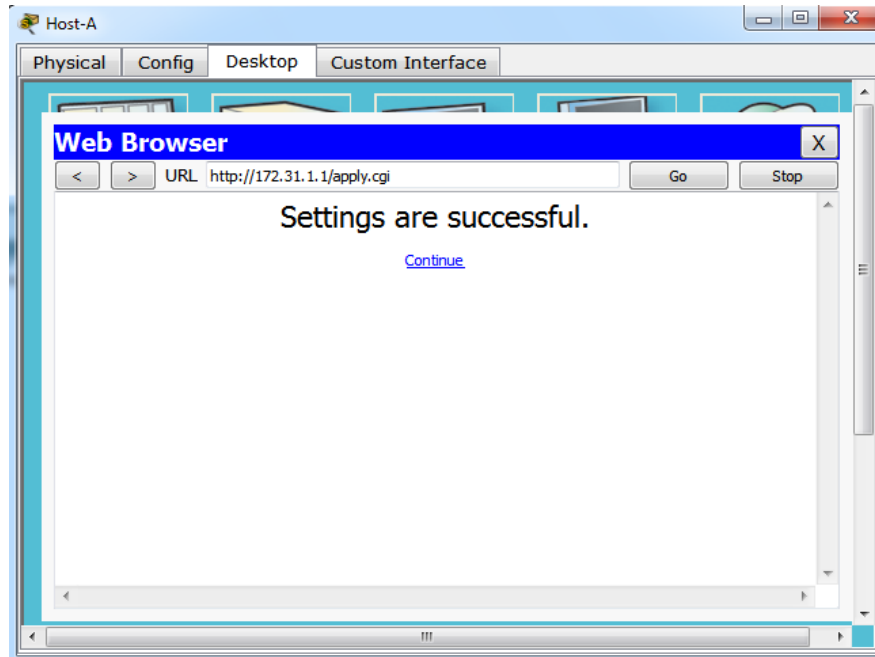 Host-A
Physical Config Desktop Custom Interface
Web Browser X
< > URL http://172.31.1.1/apply.cgi Go Stop
Settings are successful.
Continue